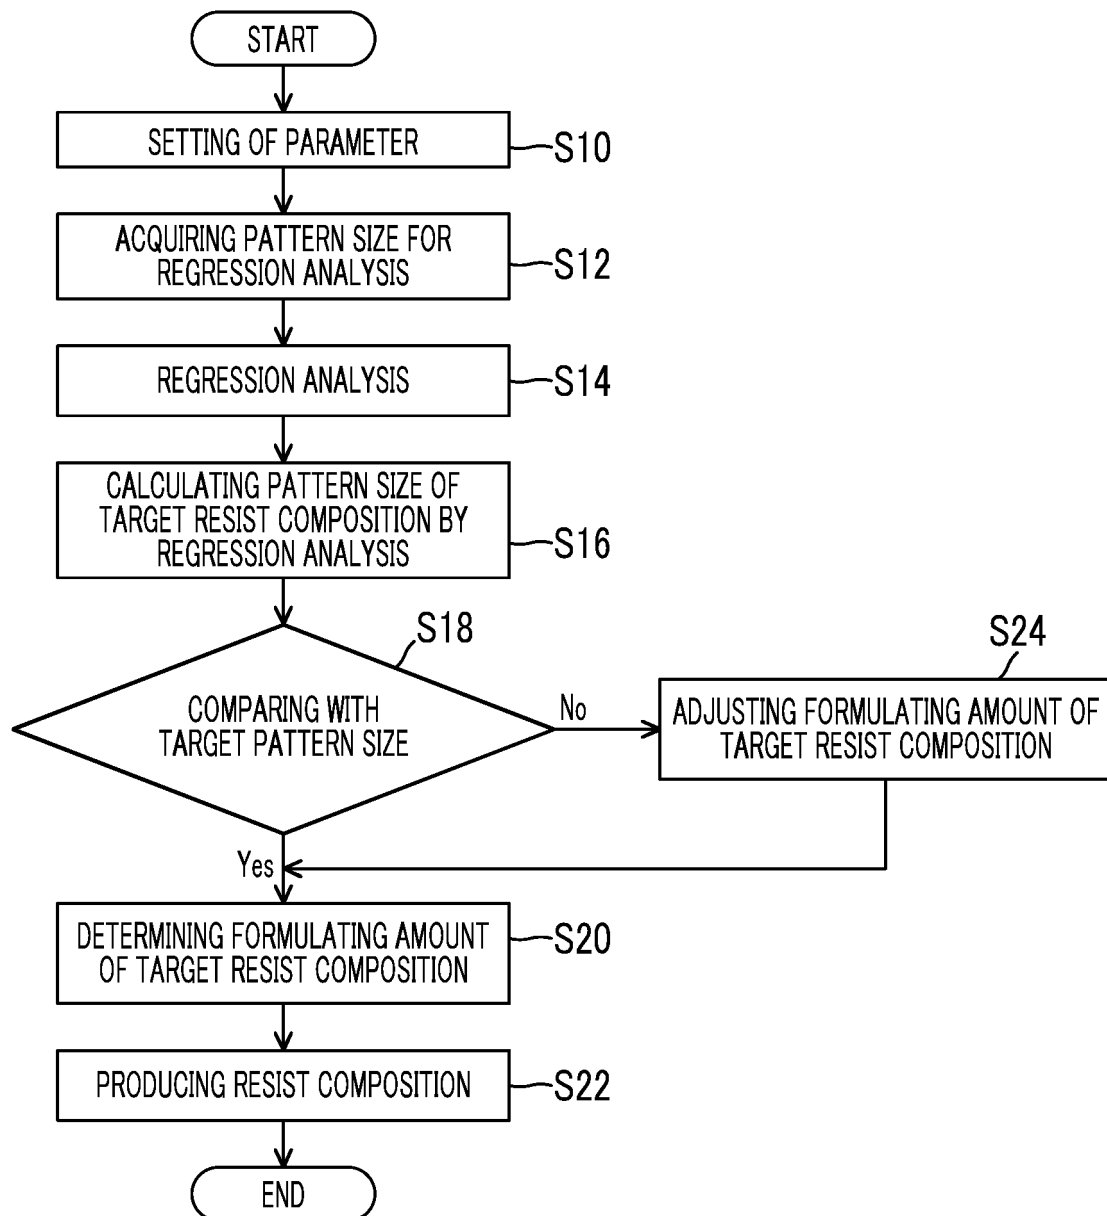 START
SETTING OF PARAMETER
S10
ACQUIRING PATTERN SIZE FOR
REGRESSION ANALYSIS
S12
REGRESSION ANALYSIS
S14
CALCULATING PATTERN SIZE OF
TARGET RESIST COMPOSITION BY
REGRESSION ANALYSIS
S16
S18
COMPARING WITH
TARGET PATTERN SIZE
No
S24
ADJUSTING FORMULATING AMOUNT OF
TARGET RESIST COMPOSITION
Yes
DETERMINING FORMULATING AMOUNT
OF TARGET RESIST COMPOSITION
S20
PRODUCING RESIST COMPOSITION
S22
END